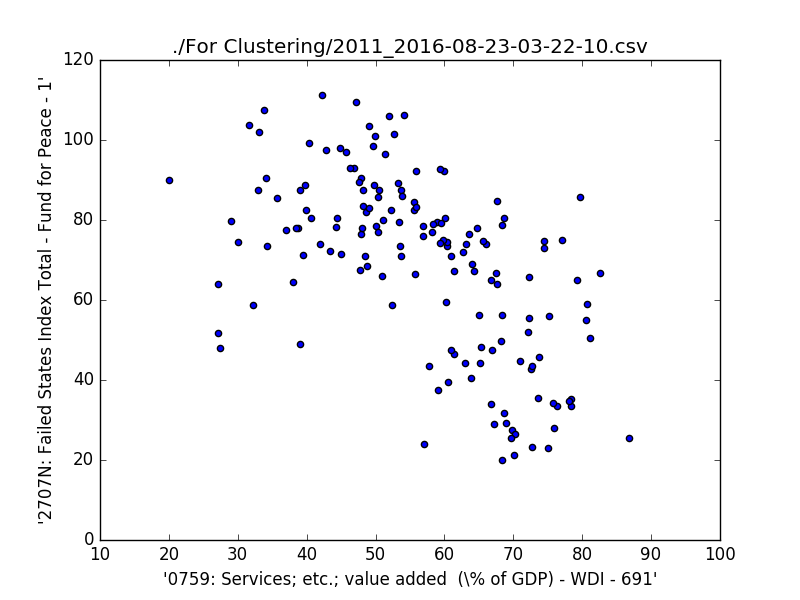 ./For Clustering/2011_2016-08-23-03-22-10.csv
120
100
80
60
40
20
0
'2707N: Failed States Index Total - Fund for Peace - 1'
10 20 30 40 50 60 70 80 90 100
'0759: Services; etc.; value added  (\% of GDP) - WDI - 691'